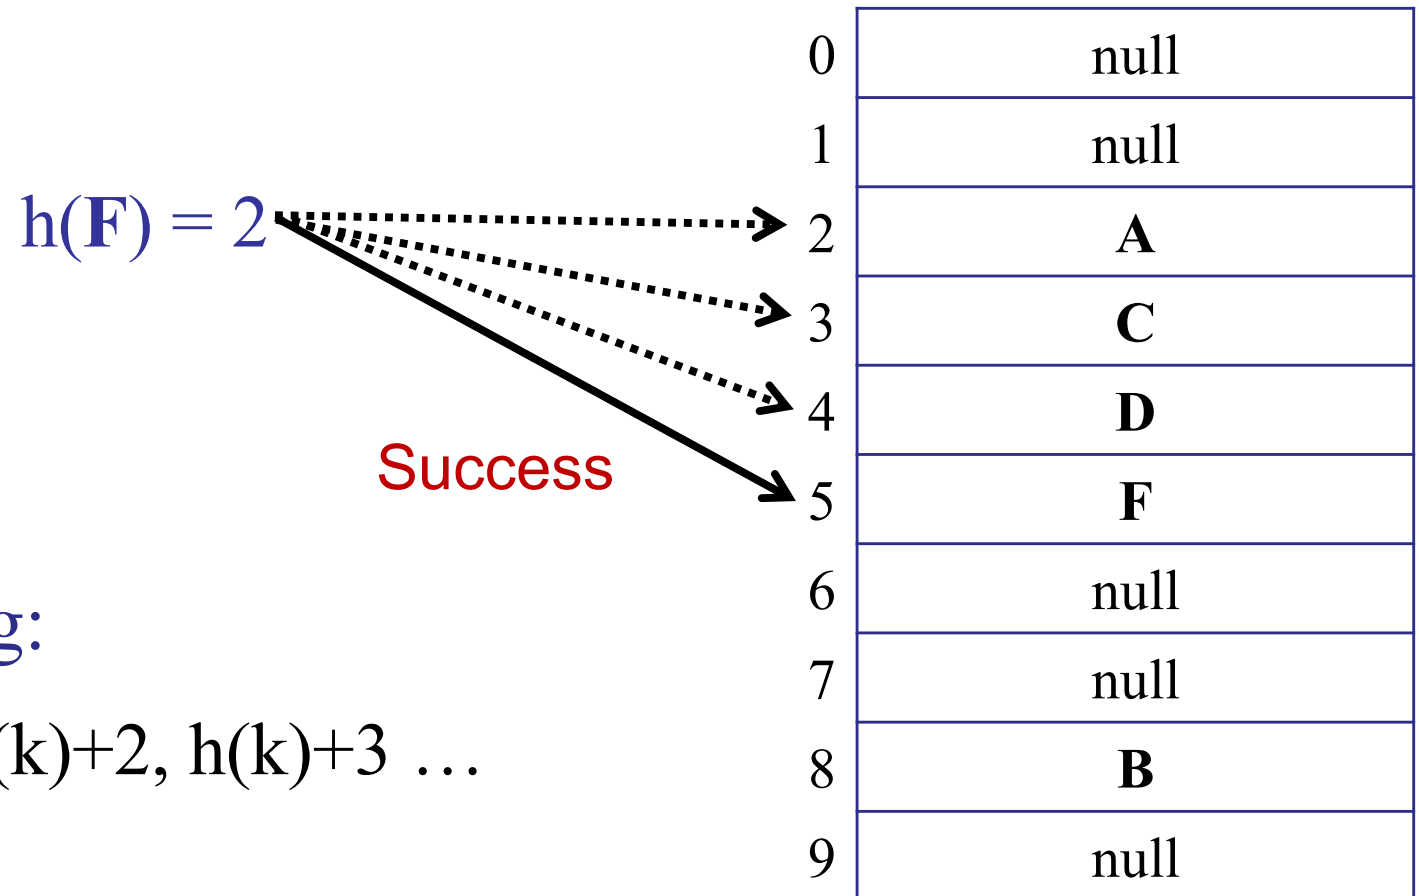 0 null
1 null
h(F) = 2
2 A
3 C
4 D
Success
5 F
6 null
g:
7 null
(k)+2, h(k)+3 …
8 B
9 null